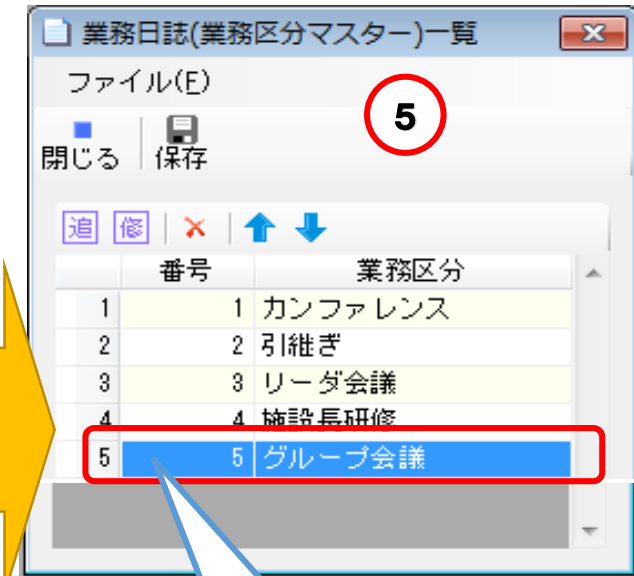 業務日誌(業務区分マスター)一覧
ファイル(F)
5
閉じる 保存
追 修
番号 業務区分
1 1 カンファレンス
2 2 引継ぎ
3 3 リーダ会議
4 4 施設長研修
5 5 グループ会議